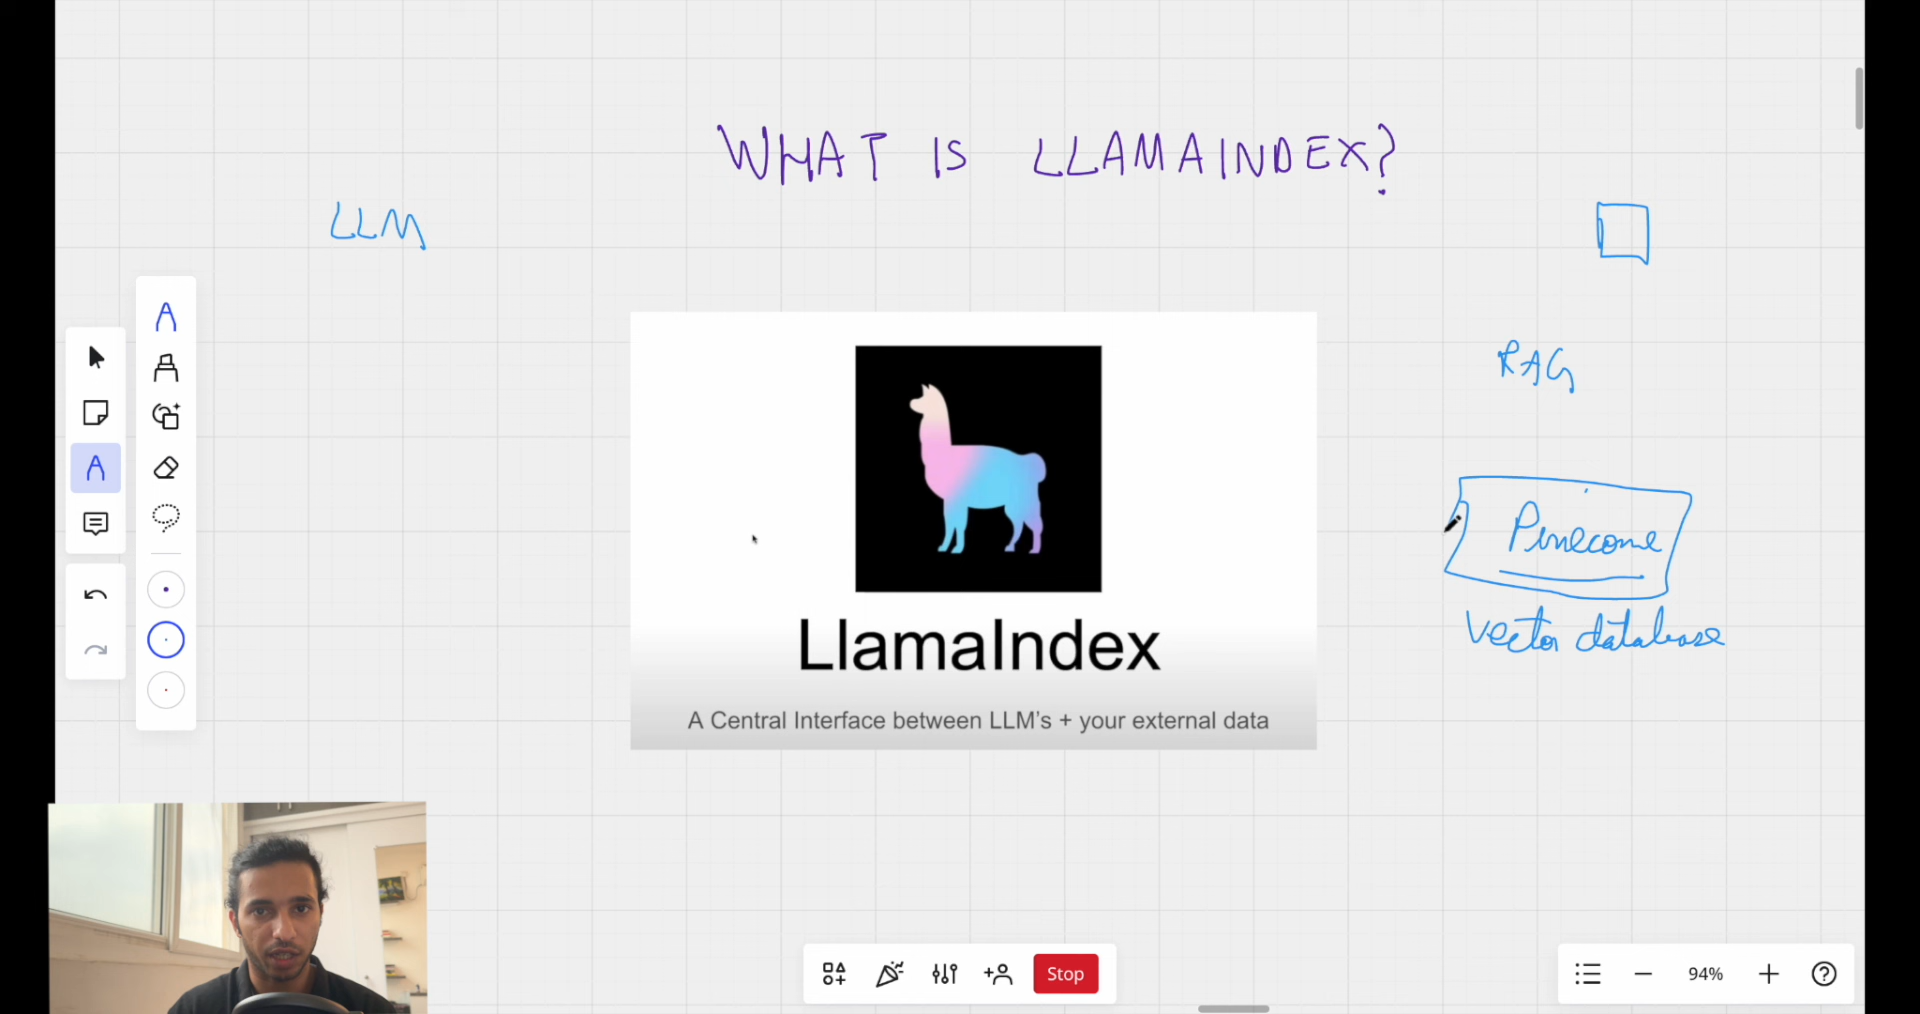 WHAT IS LLAMAINDEX?
LLM
RAG
Pinecone
Vector database
LlamaIndex
A Central Interface between LLM's + your external data
Stop
94%